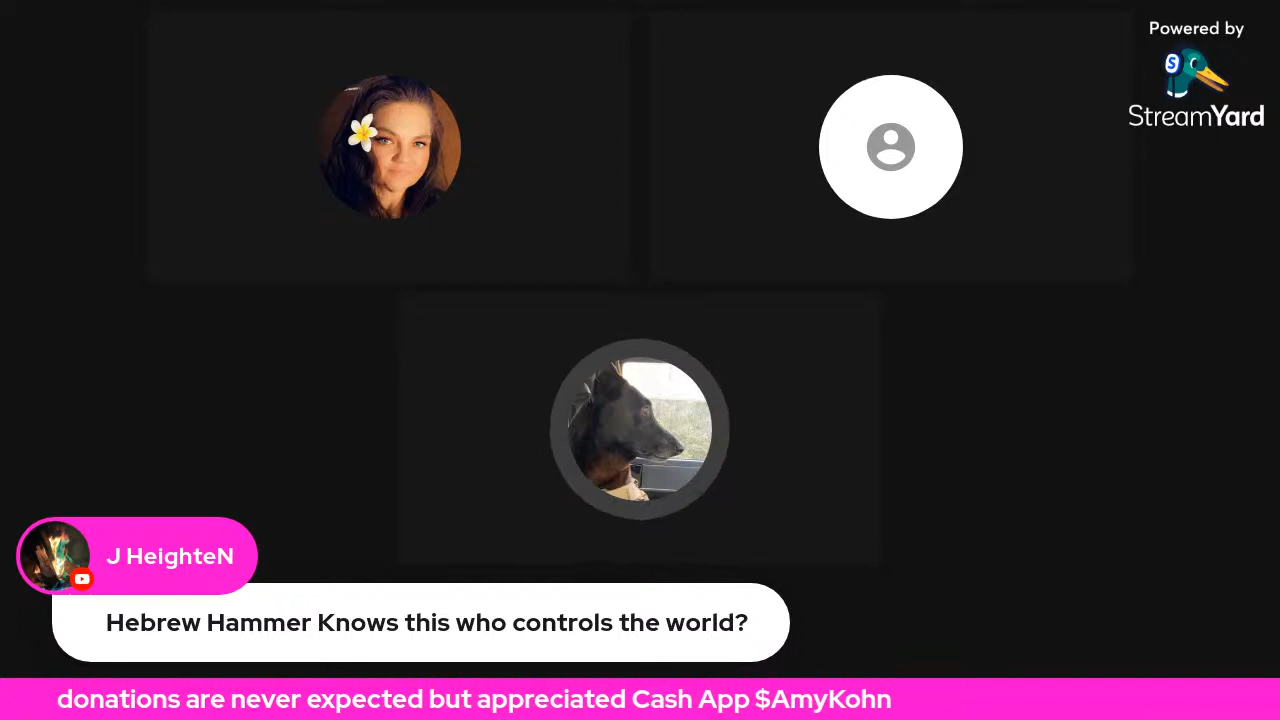 Powered by
StreamYard
J HeighteN
Hebrew Hammer Knows this who controls the world?
donations are never expected but appreciated Cash App $AmyKohn